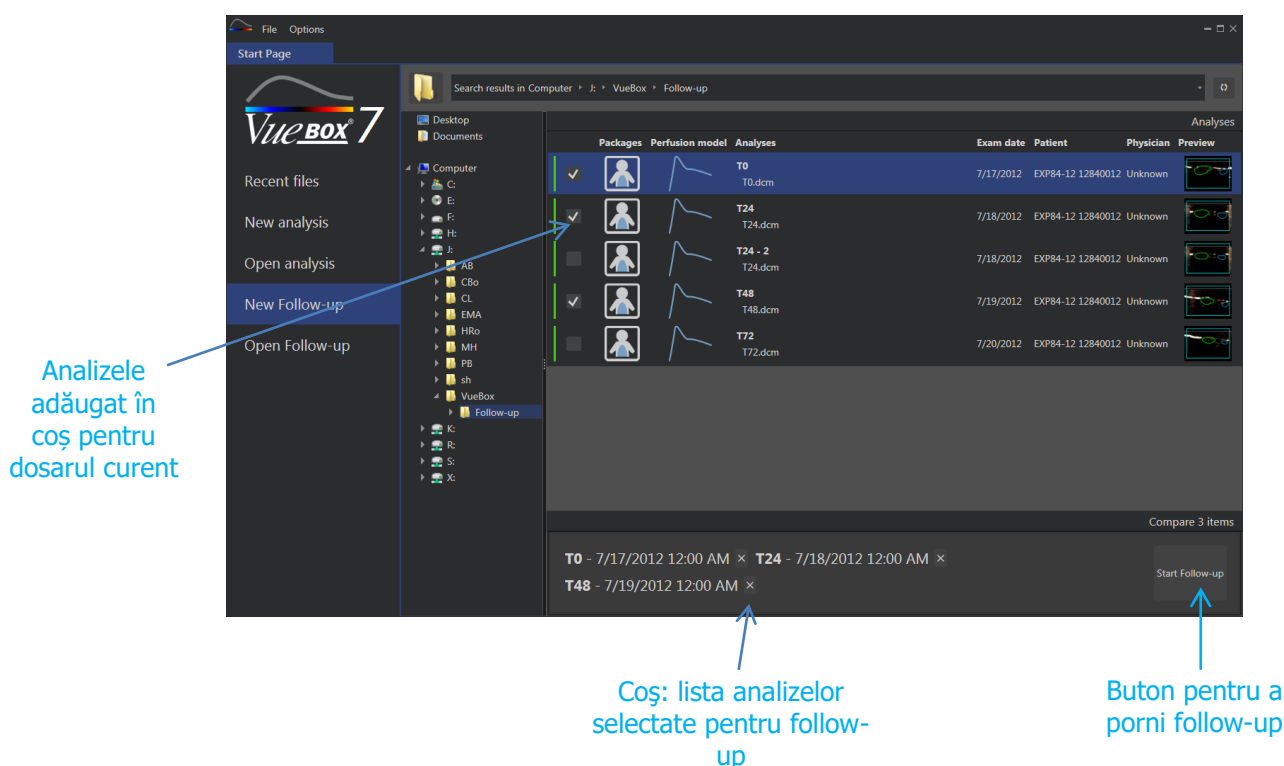 File Options
Start Page
Vue BOX® 7
Recent files
New analysis
Open analysis
New Follow-up
Open Follow-up
Search results in Computer J: VueBox Follow-up
Desktop
Documents
Computer
C:
E:
F:
H:
J:
AB
CBo
CL
EMA
HRo
MH
PB
sh
VueBox
Follow-up
K:
R:
S:
X:
Analyses
Packages Perfusion model Analyses Exam date Patient Physician Preview
T0
T0.dcm
7/17/2012 EXP84-12 12840012 Unknown
T24
T24.dcm
7/18/2012 EXP84-12 12840012 Unknown
T24 - 2
T24.dcm
7/18/2012 EXP84-12 12840012 Unknown
T48
T48.dcm
7/19/2012 EXP84-12 12840012 Unknown
T72
T72.dcm
7/20/2012 EXP84-12 12840012 Unknown
Compare 3 items
T0 - 7/17/2012 12:00 AM × T24 - 7/18/2012 12:00 AM ×
T48 - 7/19/2012 12:00 AM ×
Start Follow-up
Analizele
adăugat în
coș pentru
dosarul curent
Coş: lista analizelor
selectate pentru follow-
up
Buton pentru a
porni follow-up